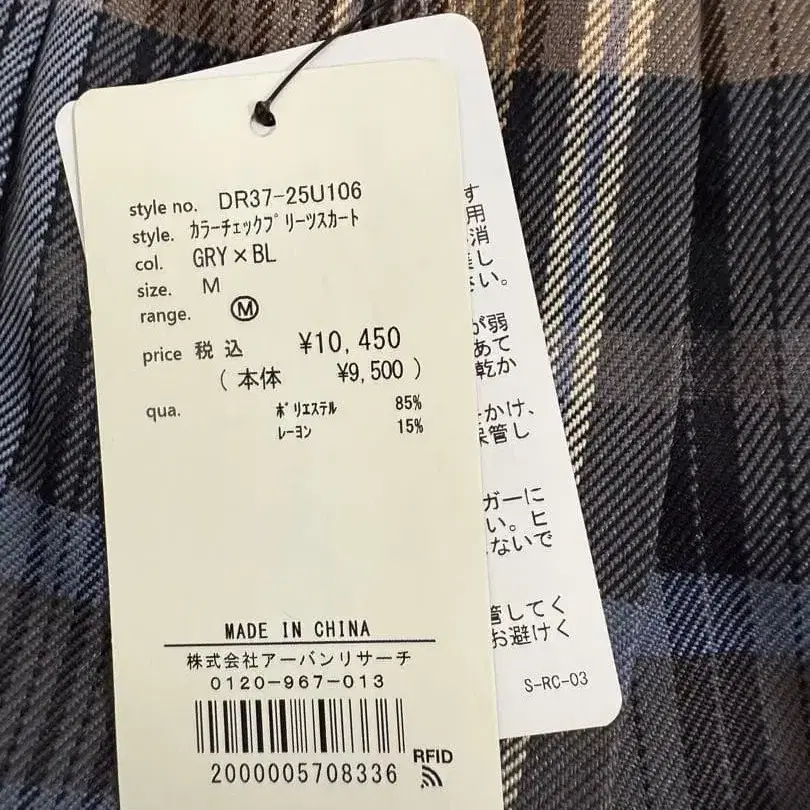 style no. DR37-25U106
style. ｶﾗｰﾁｪｯｸﾌﾟﾘｰﾂｽｶｰﾄ
col. GRY×BL
size. M
range. Ⓜ
price 税込 ¥10,450
(本体 ¥9,500)
qua. ﾎﾟﾘｴｽﾃﾙ 85%
ﾚｰﾖﾝ 15%
MADE IN CHINA
株式会社アーバンリサーチ
0120-967-013
2000005708336
RFID
す
用
消
し
い。
が弱
あて
乾か
かけ、
管し
ガーに
い。ヒ
ないで
管してく
お避けく
S-RC-03